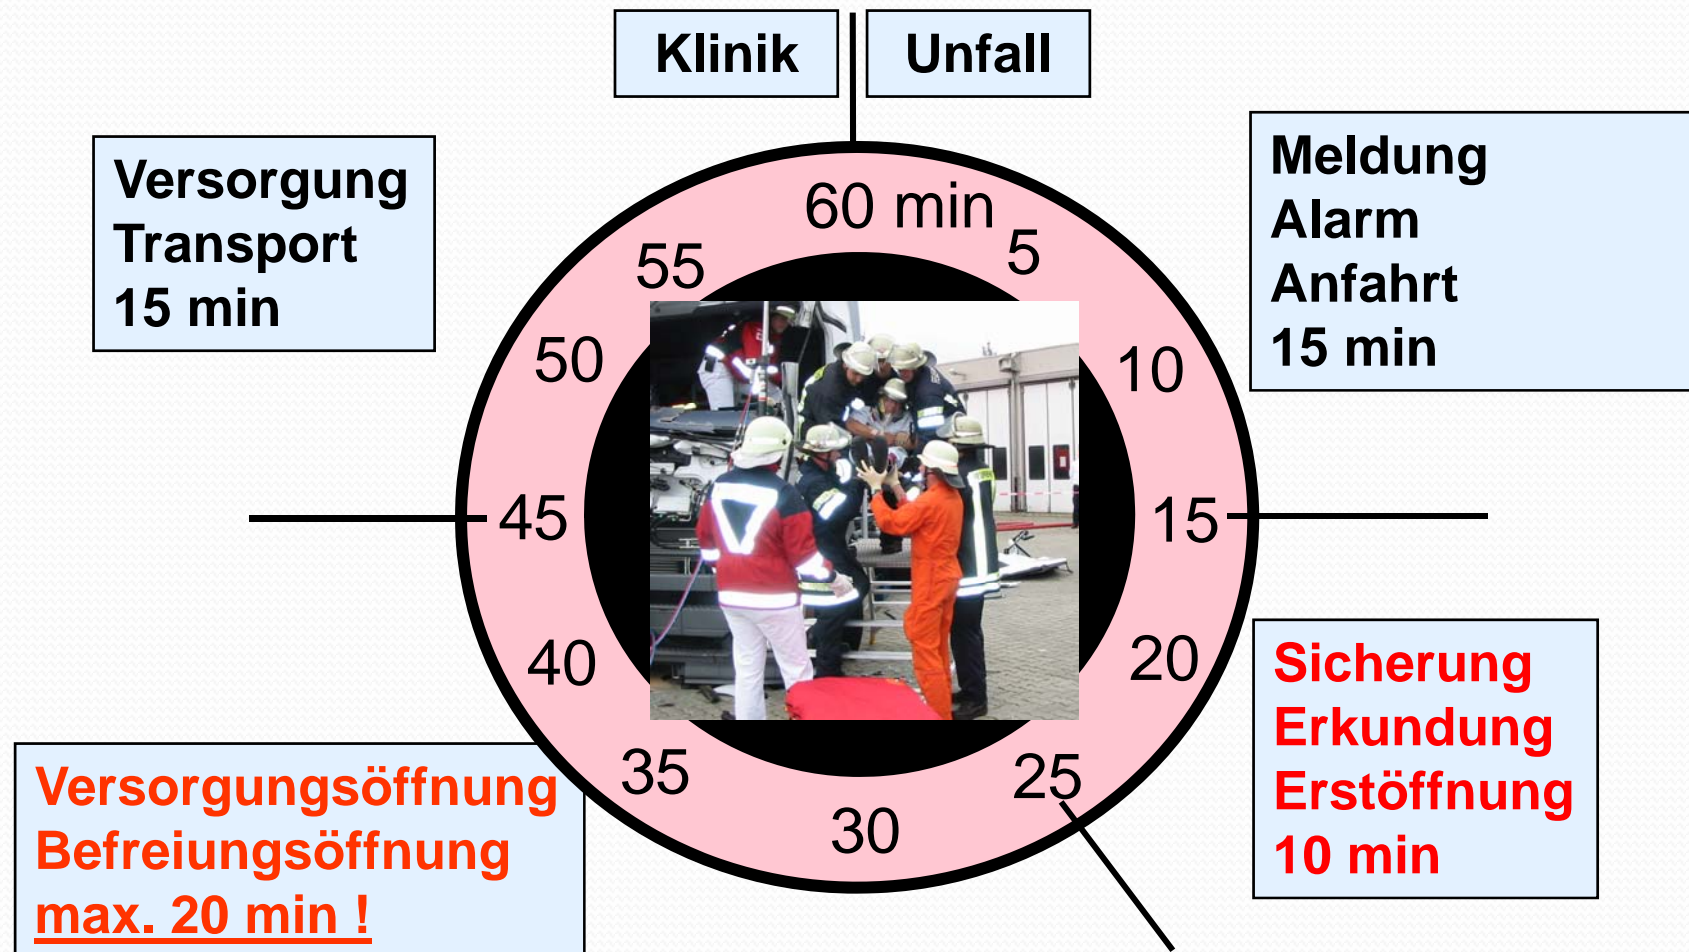 Klinik
Unfall
Meldung
Alarm
Anfahrt
15 min
Versorgung
Transport
15 min
60 min
5
10
15
20
25
30
35
40
45
50
55
Sicherung
Erkundung
Erstöffnung
10 min
Versorgungsöffnung
Befreiungsöffnung
max. 20 min !